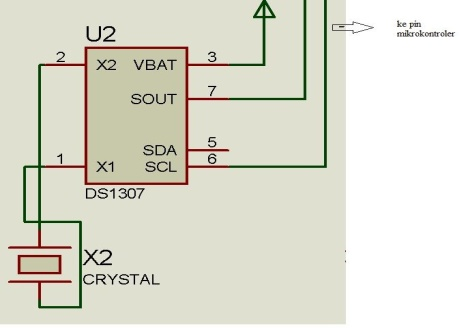 ke pin
mikrokontroler
U2
2 X2 VBAT 3
SOUT 7
SDA 5
1 X1 SCL 6
DS1307
X2
CRYSTAL